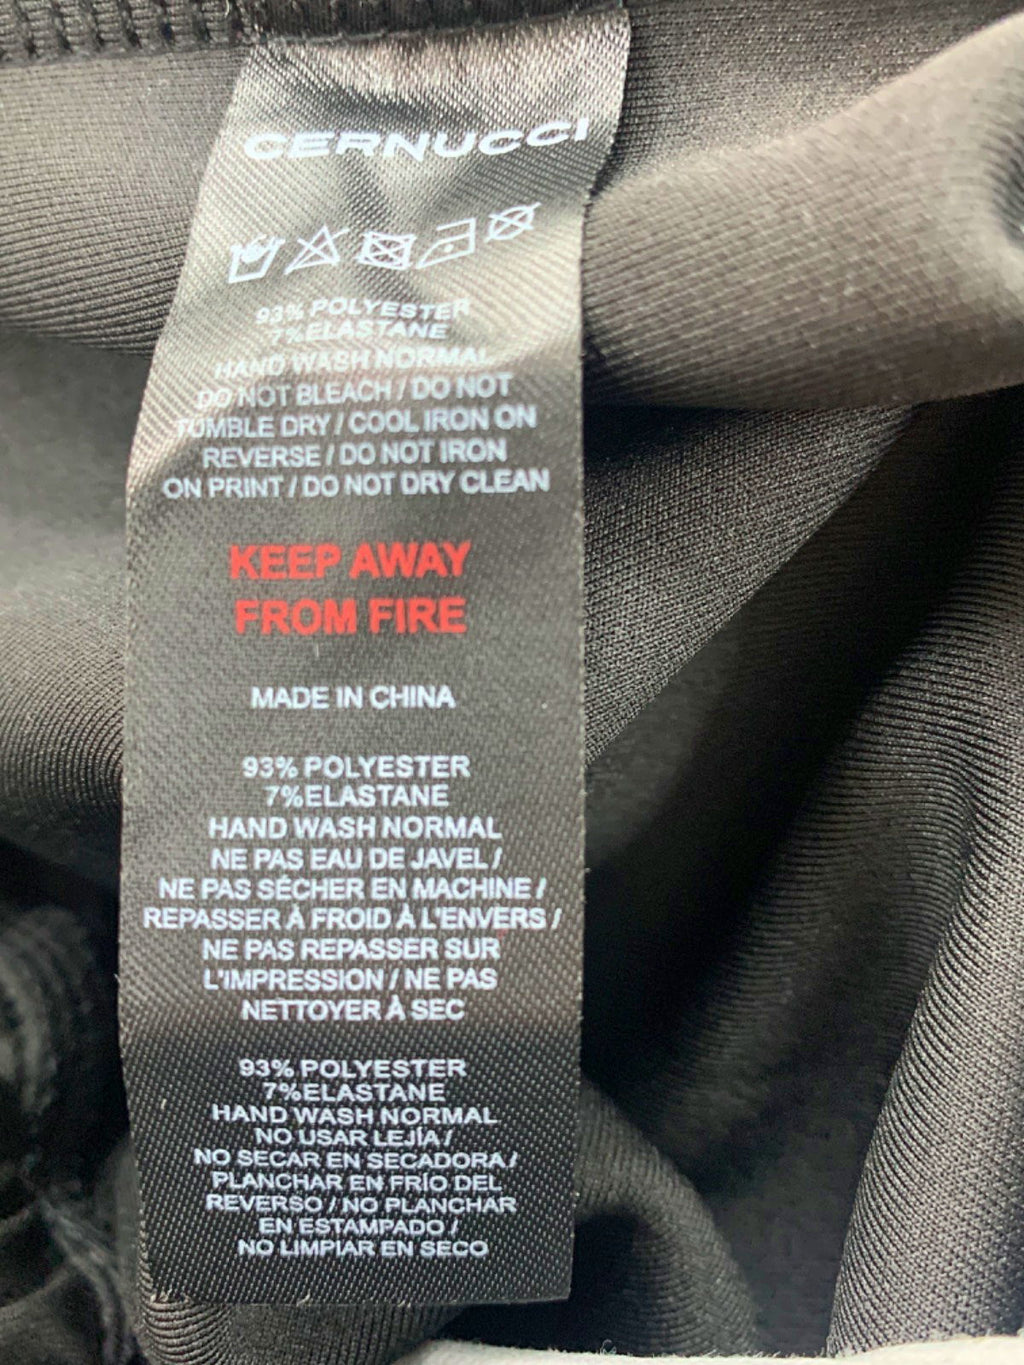 CERNUCCI
93% POLYESTER
7%ELASTANE
HAND WASH NORMAL
DO NOT BLEACH / DO NOT
TUMBLE DRY / COOL IRON ON
REVERSE / DO NOT IRON
ON PRINT / DO NOT DRY CLEAN
KEEP AWAY
FROM FIRE
MADE IN CHINA
93% POLYESTER
7%ELASTANE
HAND WASH NORMAL
NE PAS EAU DE JAVEL /
NE PAS SÉCHER EN MACHINE /
REPASSER À FROID À L'ENVERS /
NE PAS REPASSER SUR
L'IMPRESSION / NE PAS
NETTOYER À SEC
93% POLYESTER
7%ELASTANE
HAND WASH NORMAL
NO USAR LEJÍA /
NO SECAR EN SECADORA /
PLANCHAR EN FRÍO DEL
REVERSO / NO PLANCHAR
EN ESTAMPADO /
NO LIMPIAR EN SECO